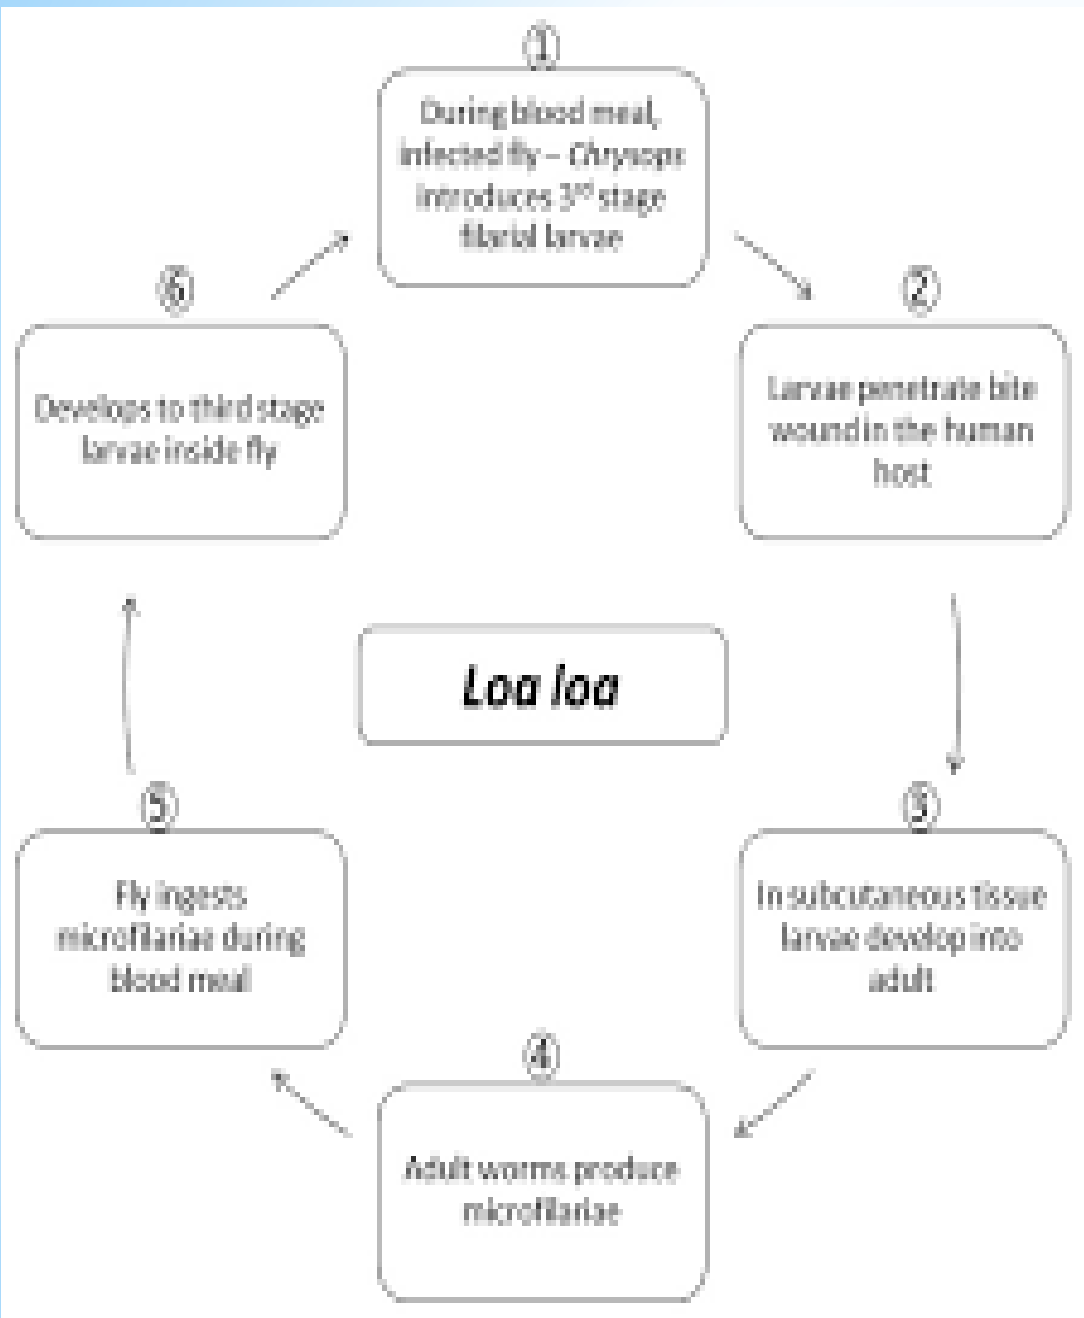 ①
During blood meal,
infected fly – Chrysops
introduces 3rd stage
filarial larvae
②
Larvae penetrate bite
wound in the human
host
③
In subcutaneous tissue
larvae develop into
adult
④
Adult worms produce
microfilariae
⑤
Fly ingests
microfilariae during
blood meal
⑥
Develops to third stage
larvae inside fly
Loa loa